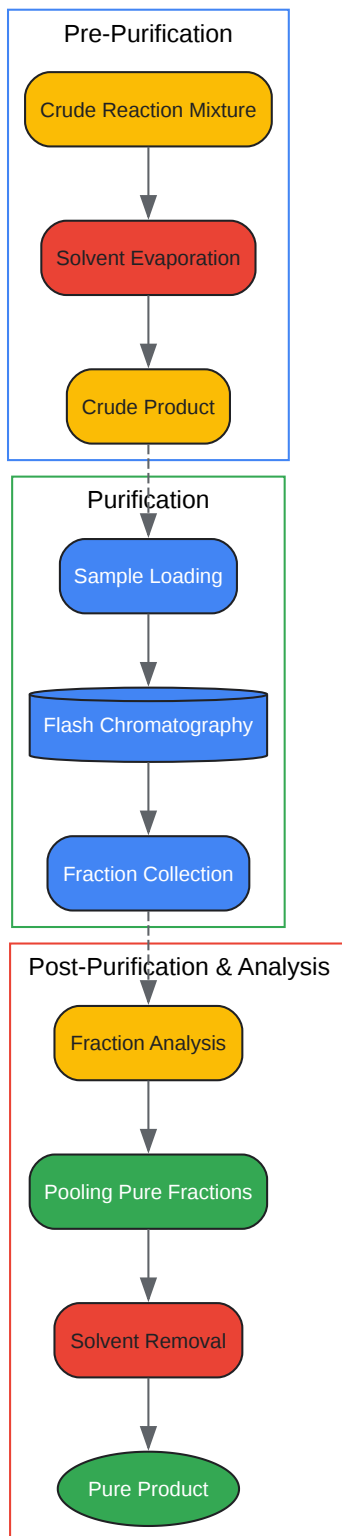 Pre-Purification
Crude Reaction Mixture
Solvent Evaporation
Crude Product
Purification
Sample Loading
Flash Chromatography
Fraction Collection
Post-Purification & Analysis
Fraction Analysis
Pooling Pure Fractions
Solvent Removal
Pure Product